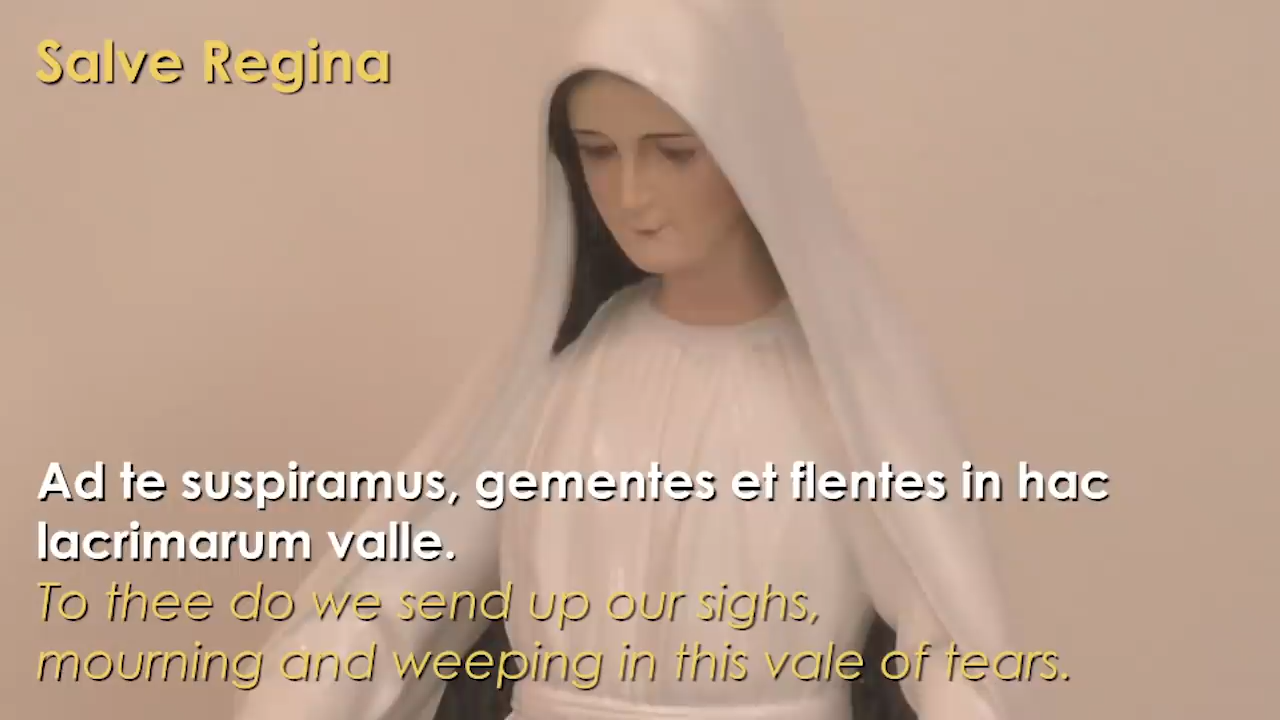 Salve Regina
Ad te suspiramus, gementes et flentes in hac
lacrimarum valle.
To thee do we send up our sighs,
mourning and weeping in this vale of tears.